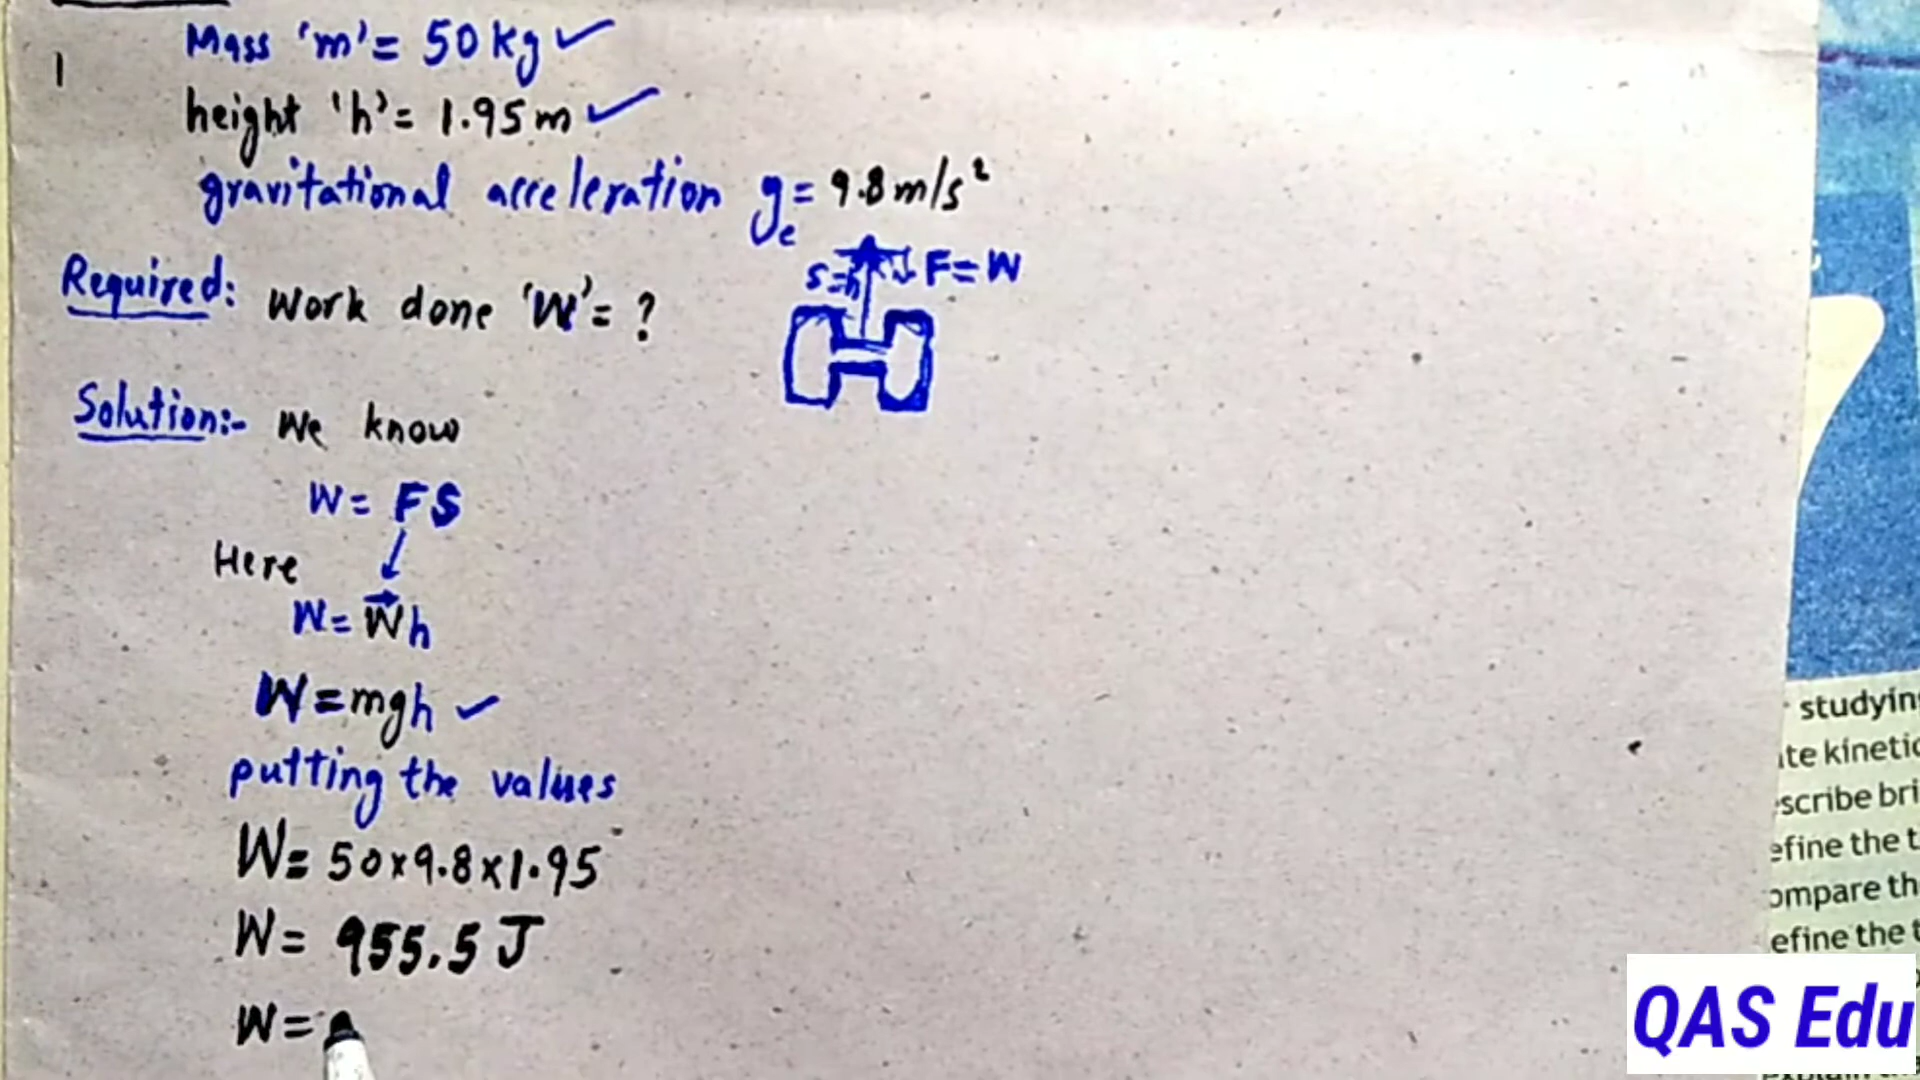 1
Mass 'm' = 50 kg ✓
height 'h' = 1.95 m ✓
gravitational acceleration gₑ = 9.8 m/s²
s=h F=W
Required: Work done 'W' = ?
Solution:- We know
W = FS
Here
W = W⃗h
W = mgh ✓
putting the values
W = 50×9.8×1.95
W = 955.5 J
W =
studyin
te kinetic
scribe bri
efine the t
ompare th
efine the t
QAS Edu